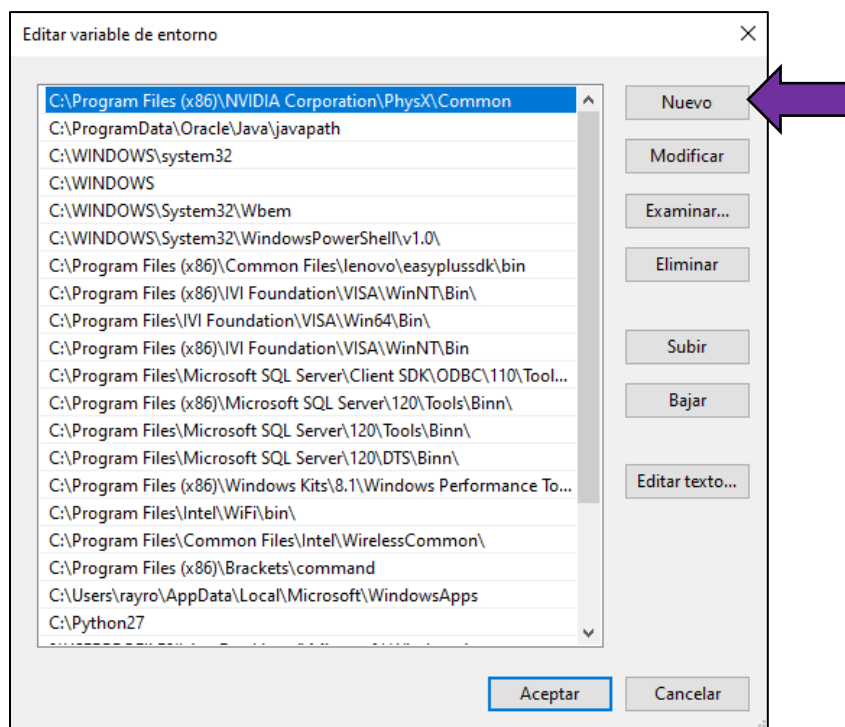 Editar variable de entorno
C:\Program Files (x86)\NVIDIA Corporation\PhysX\Common
C:\ProgramData\Oracle\Java\javapath
C:\WINDOWS\system32
C:\WINDOWS
C:\WINDOWS\System32\Wbem
C:\WINDOWS\System32\WindowsPowerShell\v1.0\
C:\Program Files (x86)\Common Files\lenovo\easyplussdk\bin
C:\Program Files (x86)\IVI Foundation\VISA\WinNT\Bin\
C:\Program Files\IVI Foundation\VISA\Win64\Bin\
C:\Program Files (x86)\IVI Foundation\VISA\WinNT\Bin
C:\Program Files\Microsoft SQL Server\Client SDK\ODBC\110\Tool...
C:\Program Files (x86)\Microsoft SQL Server\120\Tools\Binn\
C:\Program Files\Microsoft SQL Server\120\Tools\Binn\
C:\Program Files\Microsoft SQL Server\120\DTS\Binn\
C:\Program Files (x86)\Windows Kits\8.1\Windows Performance To...
C:\Program Files\Intel\WiFi\bin\
C:\Program Files\Common Files\Intel\WirelessCommon\
C:\Program Files (x86)\Brackets\command
C:\Users\rayro\AppData\Local\Microsoft\WindowsApps
C:\Python27
Nuevo
Modificar
Examinar...
Eliminar
Subir
Bajar
Editar texto...
Aceptar
Cancelar